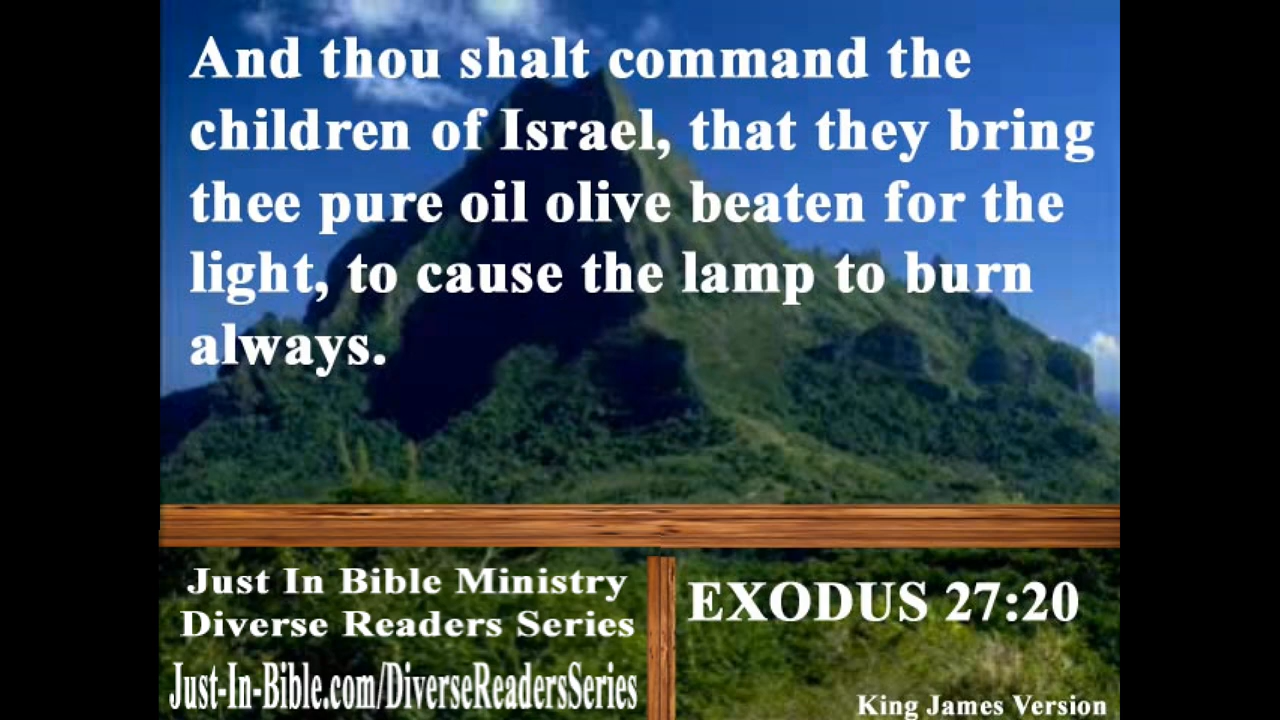 And thou shalt command the
children of Israel, that they bring
thee pure oil olive beaten for the
light, to cause the lamp to burn
always.
Just In Bible Ministry
Diverse Readers Series
Just-In-Bible.com/DiverseReadersSeries
EXODUS 27:20
King James Version